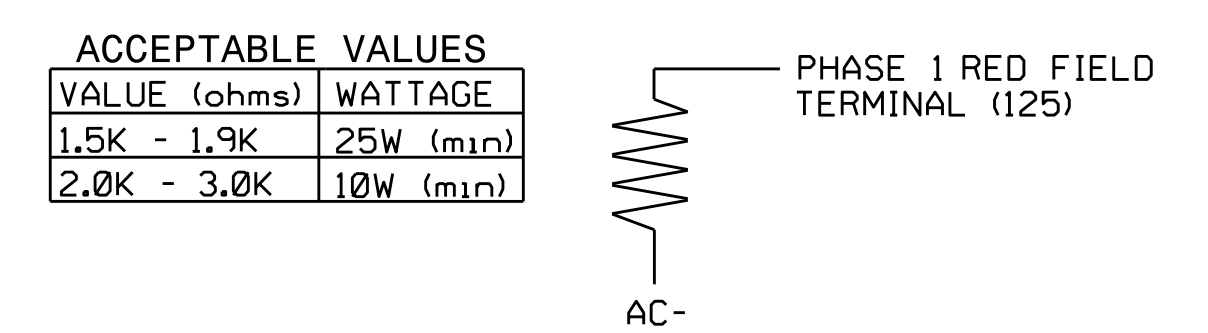 ACCEPTABLE VALUES
VALUE (ohms) WATTAGE
1.5K - 1.9K 25W (min)
2.0K - 3.0K 10W (min)
PHASE 1 RED FIELD
TERMINAL (125)
AC-